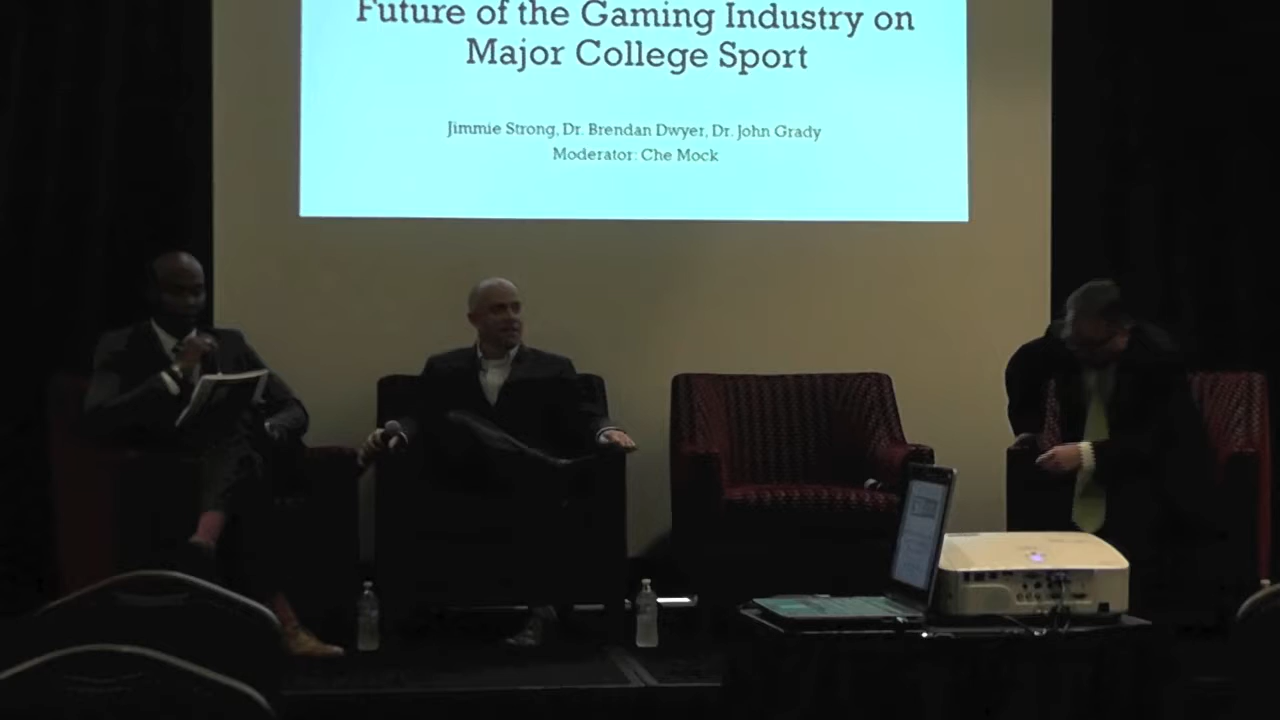 Future of the Gaming Industry on
Major College Sport
Jimmie Strong, Dr. Brendan Dwyer, Dr. John Grady
Moderator: Che Mock